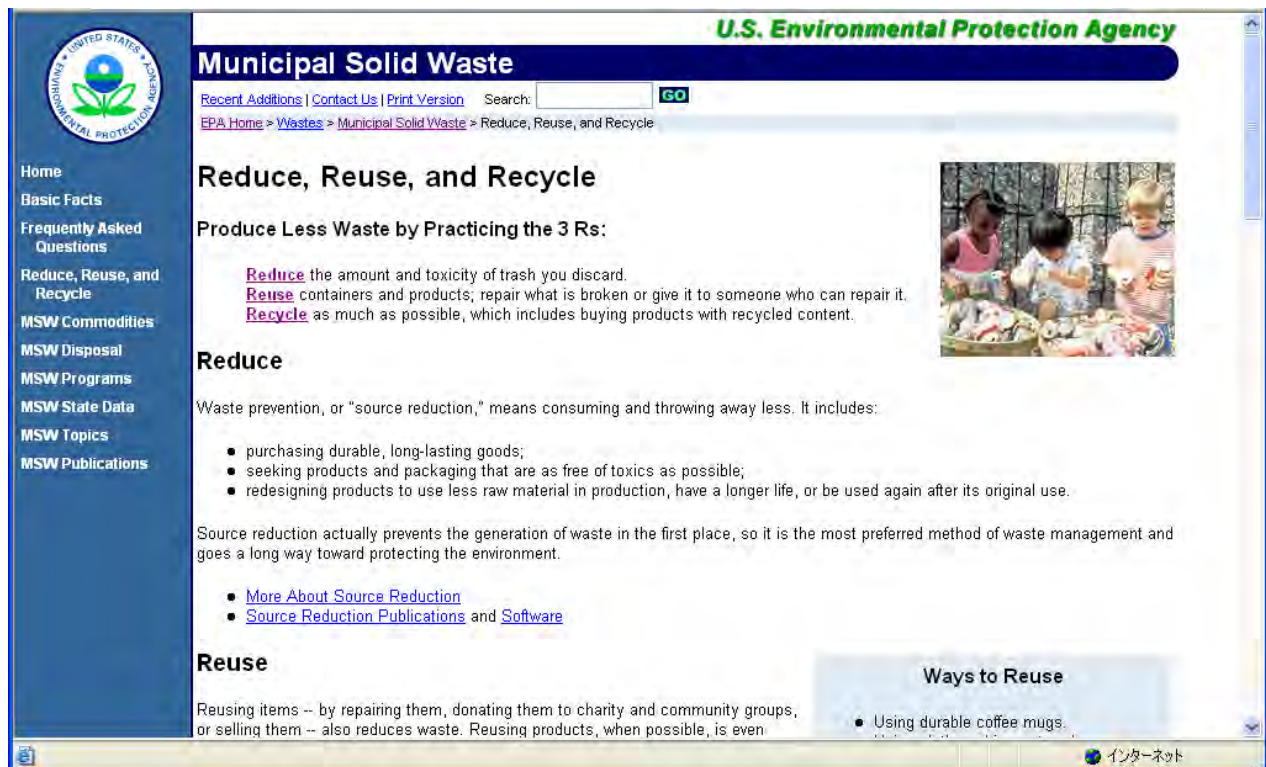 U.S. Environmental Protection Agency
UNITED STATES
ENVIRONMENTAL PROTECTION AGENCY
Municipal Solid Waste
Recent Additions | Contact Us | Print Version Search: GO
EPA Home > Wastes > Municipal Solid Waste > Reduce, Reuse, and Recycle
Home
Basic Facts
Frequently Asked
Questions
Reduce, Reuse, and
Recycle
MSW Commodities
MSW Disposal
MSW Programs
MSW State Data
MSW Topics
MSW Publications
Reduce, Reuse, and Recycle
Produce Less Waste by Practicing the 3 Rs:
Reduce the amount and toxicity of trash you discard.
Reuse containers and products; repair what is broken or give it to someone who can repair it.
Recycle as much as possible, which includes buying products with recycled content.
Reduce
Waste prevention, or "source reduction," means consuming and throwing away less. It includes:
• purchasing durable, long-lasting goods;
• seeking products and packaging that are as free of toxics as possible;
• redesigning products to use less raw material in production, have a longer life, or be used again after its original use.
Source reduction actually prevents the generation of waste in the first place, so it is the most preferred method of waste management and
goes a long way toward protecting the environment.
• More About Source Reduction
• Source Reduction Publications and Software
Reuse
Reusing items -- by repairing them, donating them to charity and community groups,
or selling them -- also reduces waste. Reusing products, when possible, is even
Ways to Reuse
• Using durable coffee mugs.
インターネット